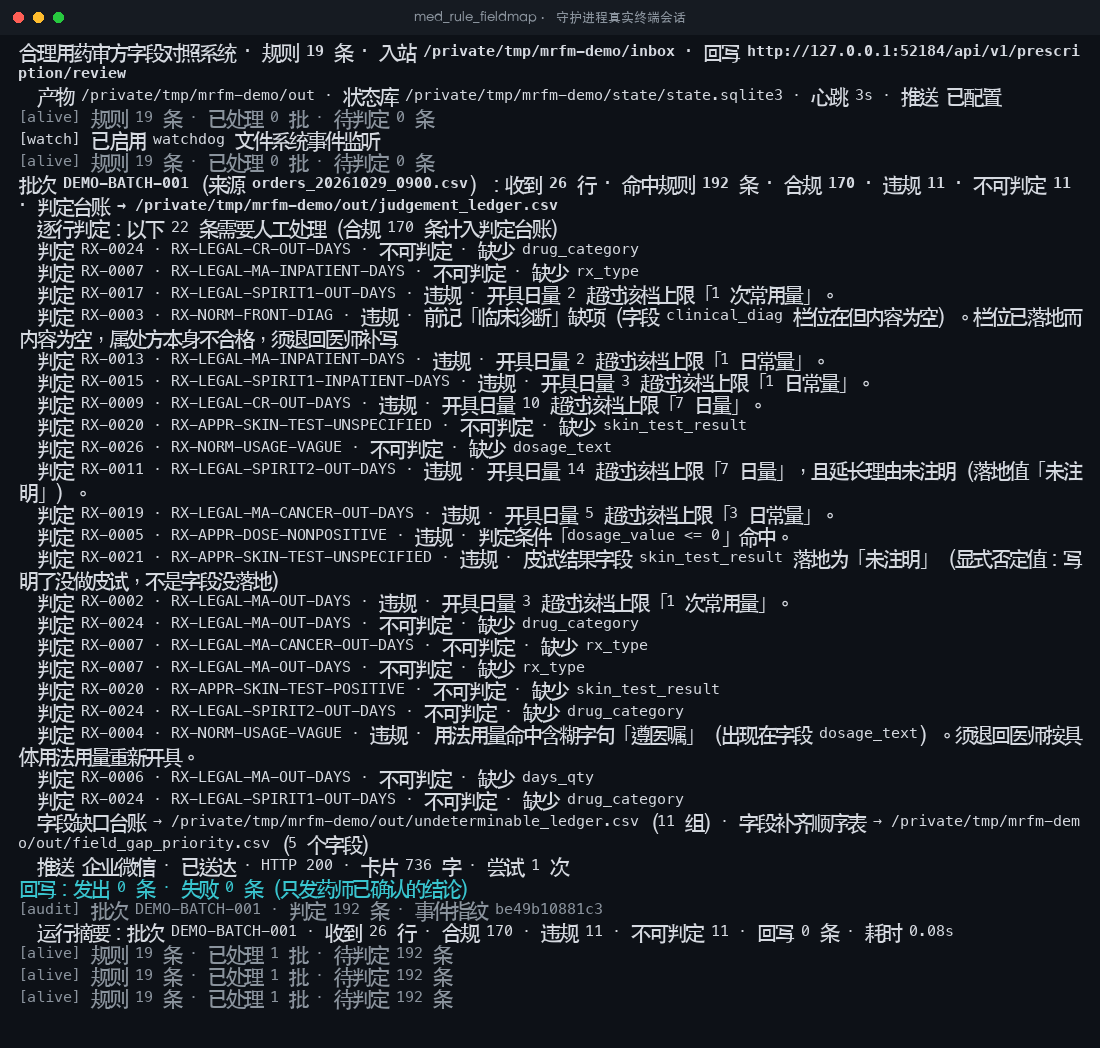 med_rule_fieldmap · 守护进程真实终端会话
合理用药审方字段对照系统 · 规则 19 条 · 入站 /private/tmp/mrfm-demo/inbox · 回写 http://127.0.0.1:52184/api/v1/prescri
ption/review
产物 /private/tmp/mrfm-demo/out · 状态库 /private/tmp/mrfm-demo/state/state.sqlite3 · 心跳 3s · 推送 已配置
[alive] 规则 19 条 · 已处理 0 批 · 待判定 0 条
[watch] 已启用 watchdog 文件系统事件监听
[alive] 规则 19 条 · 已处理 0 批 · 待判定 0 条
批次 DEMO-BATCH-001（来源 orders_20261029_0900.csv）：收到 26 行 · 命中规则 192 条 · 合规 170 · 违规 11 · 不可判定 11
· 判定台账 → /private/tmp/mrfm-demo/out/judgement_ledger.csv
逐行判定：以下 22 条需要人工处理（合规 170 条计入判定台账）
判定 RX-0024 · RX-LEGAL-CR-OUT-DAYS · 不可判定 · 缺少 drug_category
判定 RX-0007 · RX-LEGAL-MA-INPATIENT-DAYS · 不可判定 · 缺少 rx_type
判定 RX-0017 · RX-LEGAL-SPIRIT1-OUT-DAYS · 违规 · 开具日量 2 超过该档上限「1 次常用量」。
判定 RX-0003 · RX-NORM-FRONT-DIAG · 违规 · 前记「临床诊断」缺项（字段 clinical_diag 栏位在但内容为空）。栏位已落地而
内容为空，属处方本身不合格，须退回医师补写
判定 RX-0013 · RX-LEGAL-MA-INPATIENT-DAYS · 违规 · 开具日量 2 超过该档上限「1 日常量」。
判定 RX-0015 · RX-LEGAL-SPIRIT1-INPATIENT-DAYS · 违规 · 开具日量 3 超过该档上限「1 日常量」。
判定 RX-0009 · RX-LEGAL-CR-OUT-DAYS · 违规 · 开具日量 10 超过该档上限「7 日量」。
判定 RX-0020 · RX-APPR-SKIN-TEST-UNSPECIFIED · 不可判定 · 缺少 skin_test_result
判定 RX-0026 · RX-NORM-USAGE-VAGUE · 不可判定 · 缺少 dosage_text
判定 RX-0011 · RX-LEGAL-SPIRIT2-OUT-DAYS · 违规 · 开具日量 14 超过该档上限「7 日量」，且延长理由未注明（落地值「未注
明」）。
判定 RX-0019 · RX-LEGAL-MA-CANCER-OUT-DAYS · 违规 · 开具日量 5 超过该档上限「3 日常量」。
判定 RX-0005 · RX-APPR-DOSE-NONPOSITIVE · 违规 · 判定条件「dosage_value <= 0」命中。
判定 RX-0021 · RX-APPR-SKIN-TEST-UNSPECIFIED · 违规 · 皮试结果字段 skin_test_result 落地为「未注明」（显式否定值：写
明了没做皮试，不是字段没落地）
判定 RX-0002 · RX-LEGAL-MA-OUT-DAYS · 违规 · 开具日量 3 超过该档上限「1 次常用量」。
判定 RX-0024 · RX-LEGAL-MA-OUT-DAYS · 不可判定 · 缺少 drug_category
判定 RX-0007 · RX-LEGAL-MA-CANCER-OUT-DAYS · 不可判定 · 缺少 rx_type
判定 RX-0007 · RX-LEGAL-MA-OUT-DAYS · 不可判定 · 缺少 rx_type
判定 RX-0020 · RX-APPR-SKIN-TEST-POSITIVE · 不可判定 · 缺少 skin_test_result
判定 RX-0024 · RX-LEGAL-SPIRIT2-OUT-DAYS · 不可判定 · 缺少 drug_category
判定 RX-0004 · RX-NORM-USAGE-VAGUE · 违规 · 用法用量命中含糊字句「遵医嘱」（出现在字段 dosage_text）。须退回医师按具
体用法用量重新开具。
判定 RX-0006 · RX-LEGAL-MA-OUT-DAYS · 不可判定 · 缺少 days_qty
判定 RX-0024 · RX-LEGAL-SPIRIT1-OUT-DAYS · 不可判定 · 缺少 drug_category
字段缺口台账 → /private/tmp/mrfm-demo/out/undeterminable_ledger.csv（11 组）· 字段补齐顺序表 → /private/tmp/mrfm-dem
o/out/field_gap_priority.csv（5 个字段）
推送 企业微信 · 已送达 · HTTP 200 · 卡片 736 字 · 尝试 1 次
回写：发出 0 条 · 失败 0 条（只发药师已确认的结论）
[audit] 批次 DEMO-BATCH-001 · 判定 192 条 · 事件指纹 be49b10881c3
运行摘要：批次 DEMO-BATCH-001 · 收到 26 行 · 合规 170 · 违规 11 · 不可判定 11 · 回写 0 条 · 耗时 0.08s
[alive] 规则 19 条 · 已处理 1 批 · 待判定 192 条
[alive] 规则 19 条 · 已处理 1 批 · 待判定 192 条
[alive] 规则 19 条 · 已处理 1 批 · 待判定 192 条